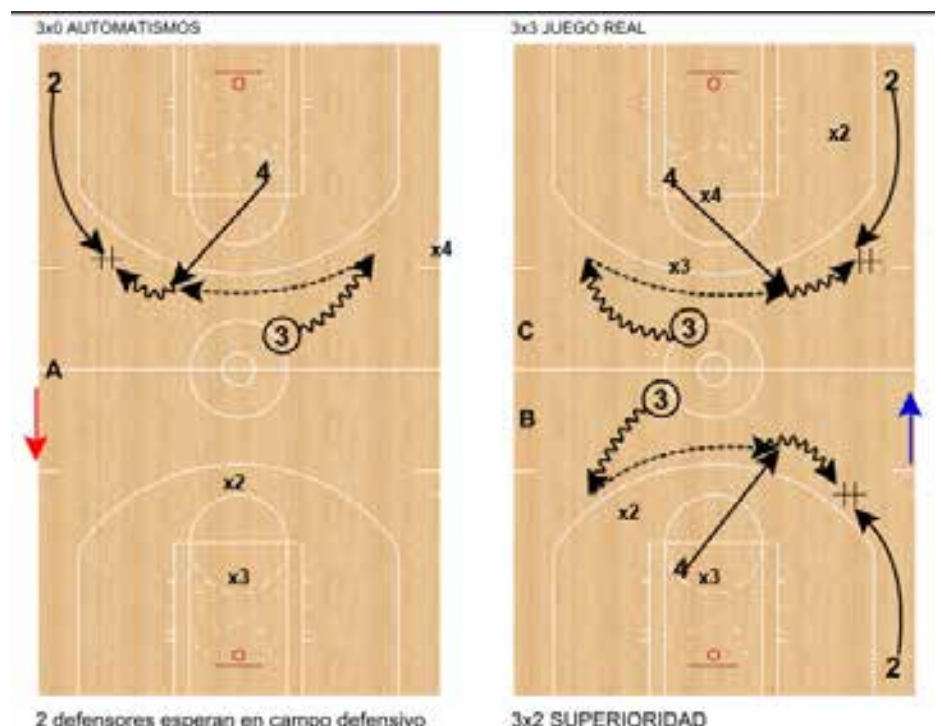 3x0 AUTOMATISMOS
2
4
x4
3
A
x2
x3
2 defensores esperan en campo defensivo
3x3 JUEGO REAL
2
x2
4
x4
x3
3
C
3
B
x2
4
x3
2
3x2 SUPERIORIDAD